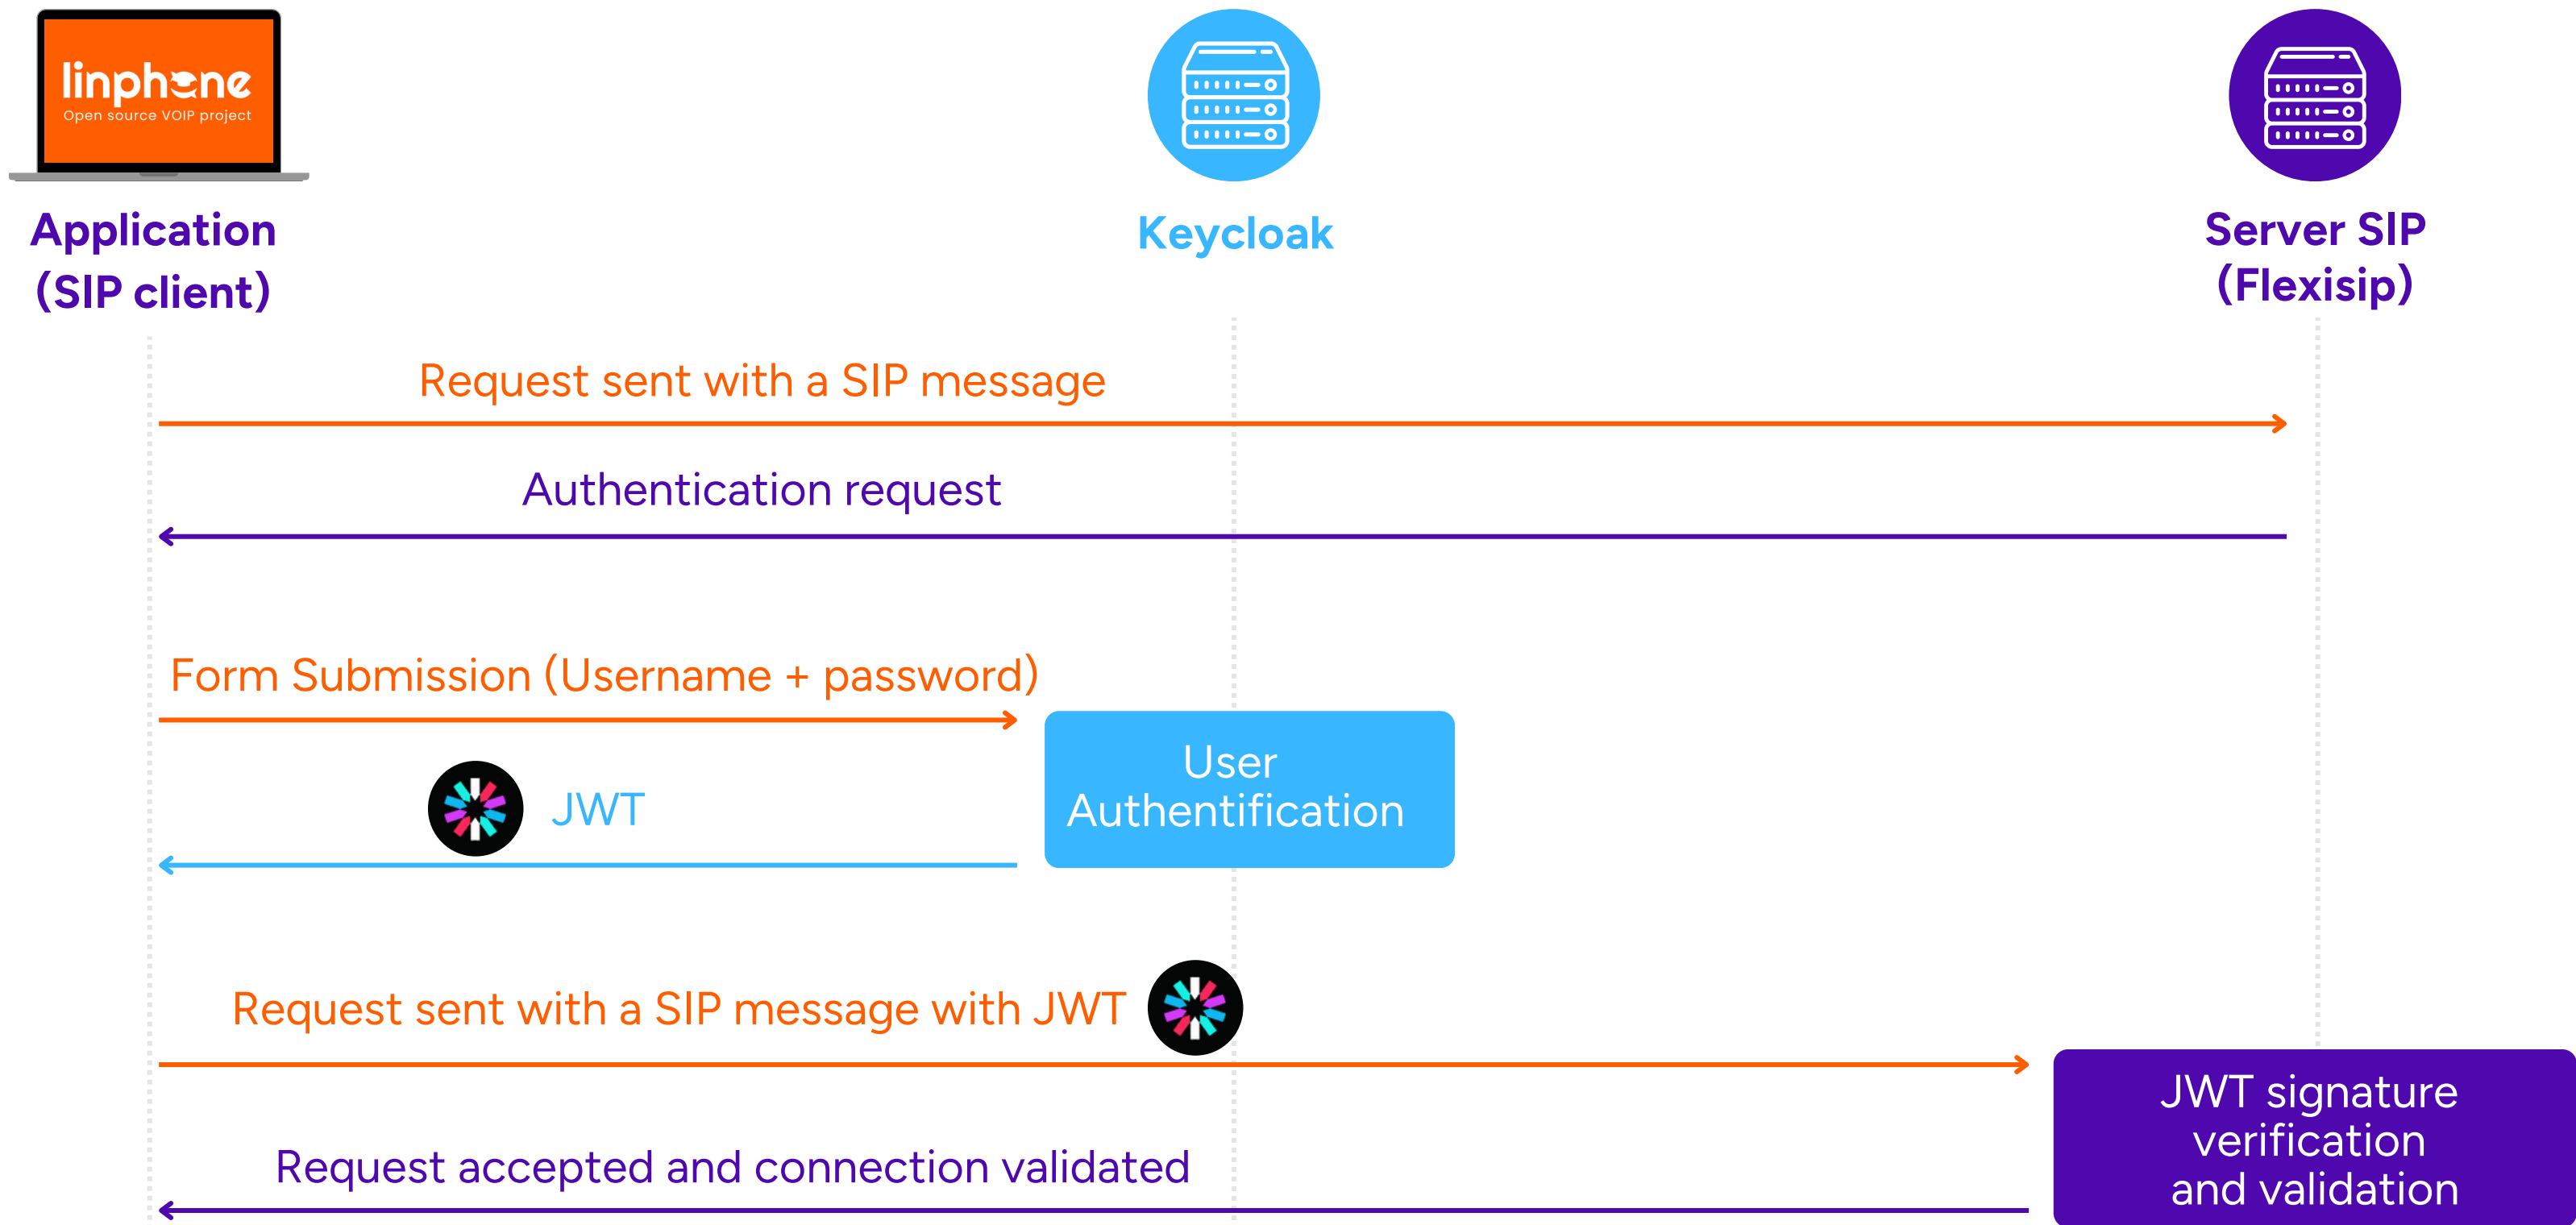 linphone
Open source VOIP project
Application
(SIP client)
Keycloak
Server SIP
(Flexisip)
Request sent with a SIP message
Authentication request
Form Submission (Username + password)
User
Authentification
JWT
Request sent with a SIP message with JWT
JWT signature
verification
and validation
Request accepted and connection validated